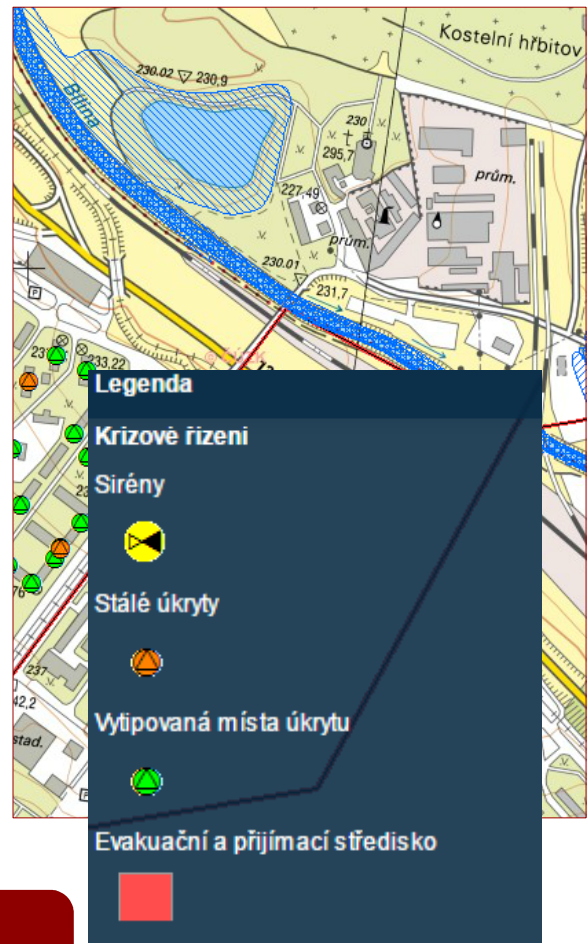 Kostelní hřbitov
230.02 230,9
Bílina
230
295,7
prům.
227,49
prům.
230.01
231,7
P
233,22
Legenda
Krizové řízení
Sirény
Stálé úkryty
76
237
Vytipovaná místa úkrytu
42,2
stad.
Evakuační a přijímací středisko